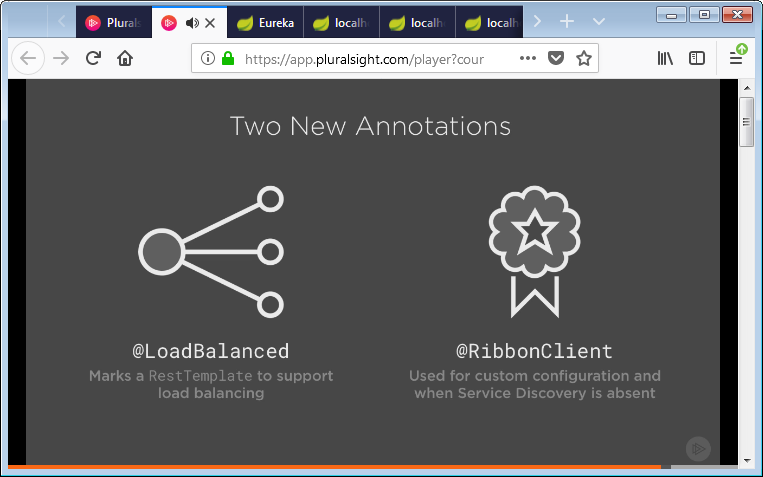 Plurals
Eureka
localh
localh
localh
https://app.pluralsight.com/player?cour
Two New Annotations
@LoadBalanced
Marks a RestTemplate to support
load balancing
@RibbonClient
Used for custom configuration and
when Service Discovery is absent